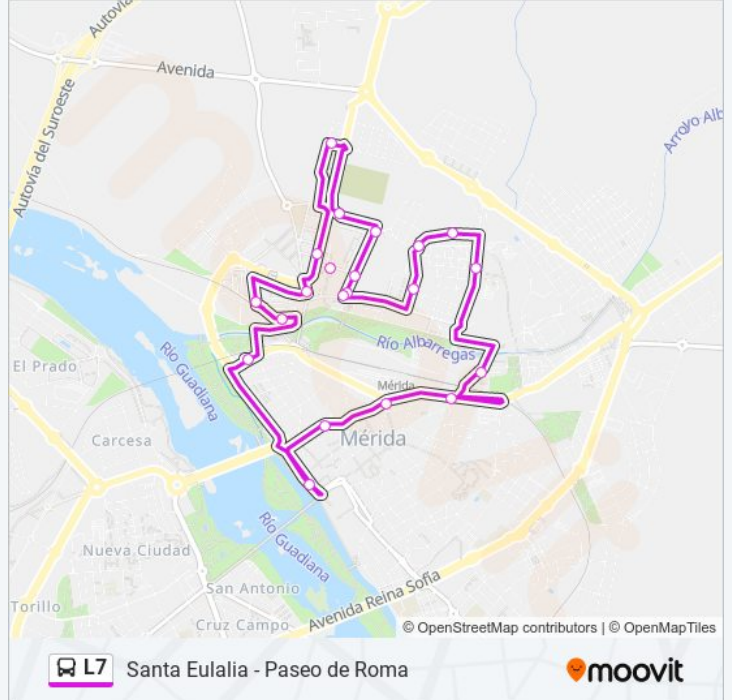 Autovía
Avenida
Autovía del Suroeste
Arroyo Alb
Río Albarregas
Río Guadiana
El Prado
Mérida
Carcesa
Mérida
Río Guadiana
Nueva Ciudad
San Antonio
Avenida Reina Sofía
Torillo
Cruz Campo
© OpenStreetMap contributors | © OpenMapTiles
L7 Santa Eulalia - Paseo de Roma
moovit